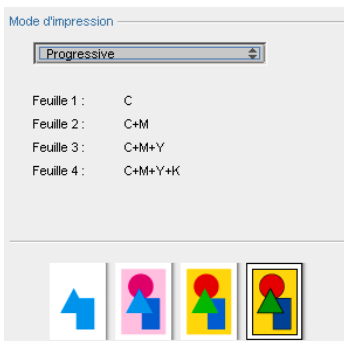 Mode d'impression
Progressive
Feuille 1 : C
Feuille 2 : C+M
Feuille 3 : C+M+Y
Feuille 4 : C+M+Y+K